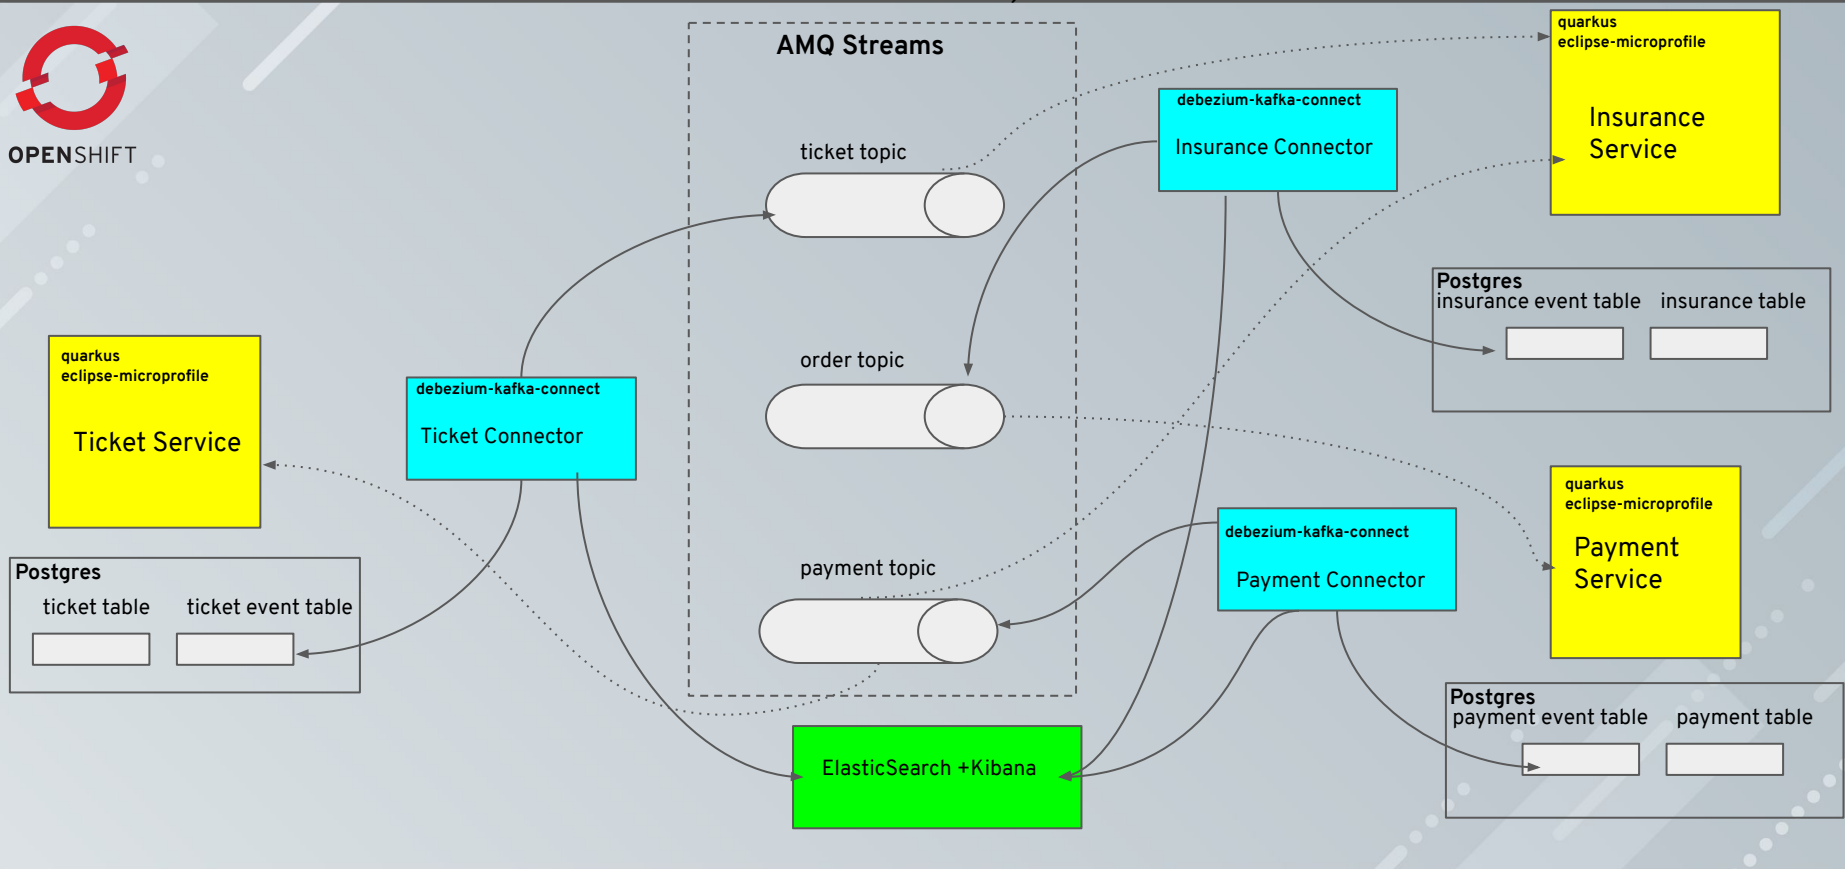 OPENSHIFT
AMQ Streams
ticket topic
order topic
payment topic
quarkus
eclipse-microprofile
Ticket Service
Postgres
ticket table
ticket event table
debezium-kafka-connect
Ticket Connector
debezium-kafka-connect
Insurance Connector
quarkus
eclipse-microprofile
Insurance
Service
Postgres
insurance event table
insurance table
debezium-kafka-connect
Payment Connector
quarkus
eclipse-microprofile
Payment
Service
Postgres
payment event table
payment table
ElasticSearch +Kibana